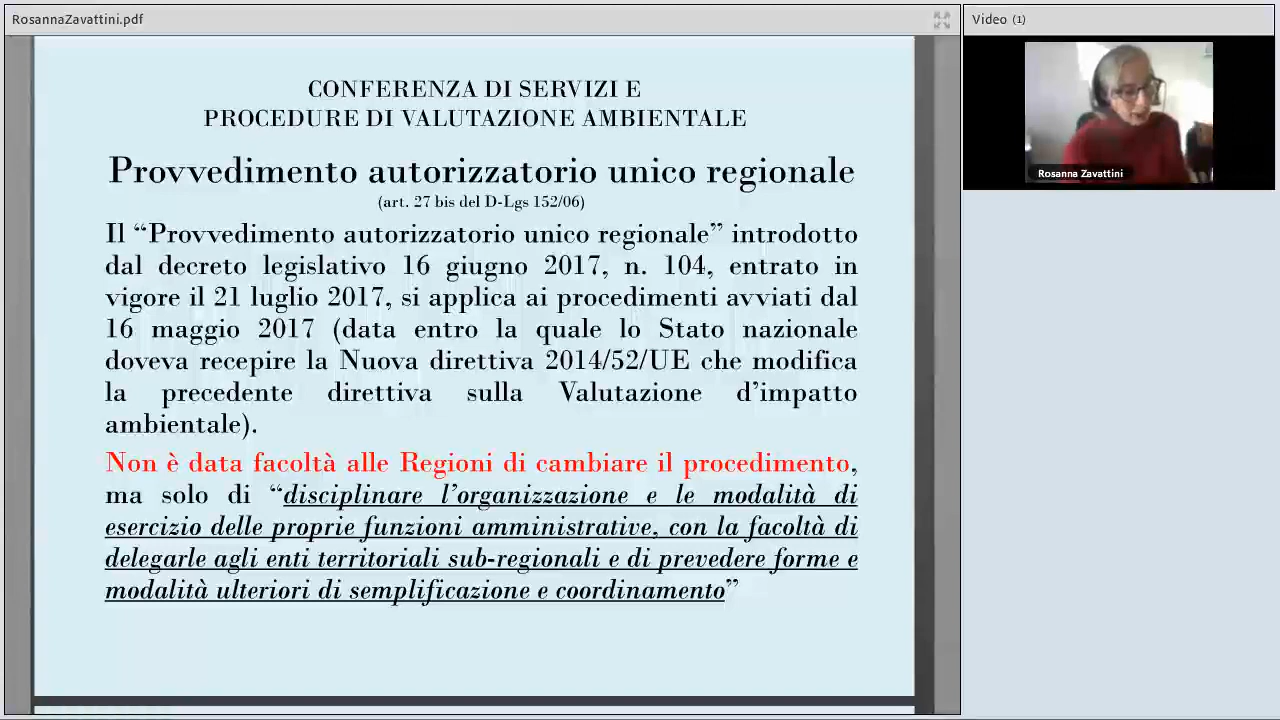 RosannaZavattini.pdf
Video (1)
Rosanna Zavattini
CONFERENZA DI SERVIZI E
PROCEDURE DI VALUTAZIONE AMBIENTALE
Provvedimento autorizzatorio unico regionale
(art. 27 bis del D-Lgs 152/06)
Il “Provvedimento autorizzatorio unico regionale” introdotto
dal decreto legislativo 16 giugno 2017, n. 104, entrato in
vigore il 21 luglio 2017, si applica ai procedimenti avviati dal
16 maggio 2017 (data entro la quale lo Stato nazionale
doveva recepire la Nuova direttiva 2014/52/UE che modifica
la precedente direttiva sulla Valutazione d’impatto
ambientale).
Non è data facoltà alle Regioni di cambiare il procedimento,
ma solo di “disciplinare l’organizzazione e le modalità di
esercizio delle proprie funzioni amministrative, con la facoltà di
delegarle agli enti territoriali sub-regionali e di prevedere forme e
modalità ulteriori di semplificazione e coordinamento”